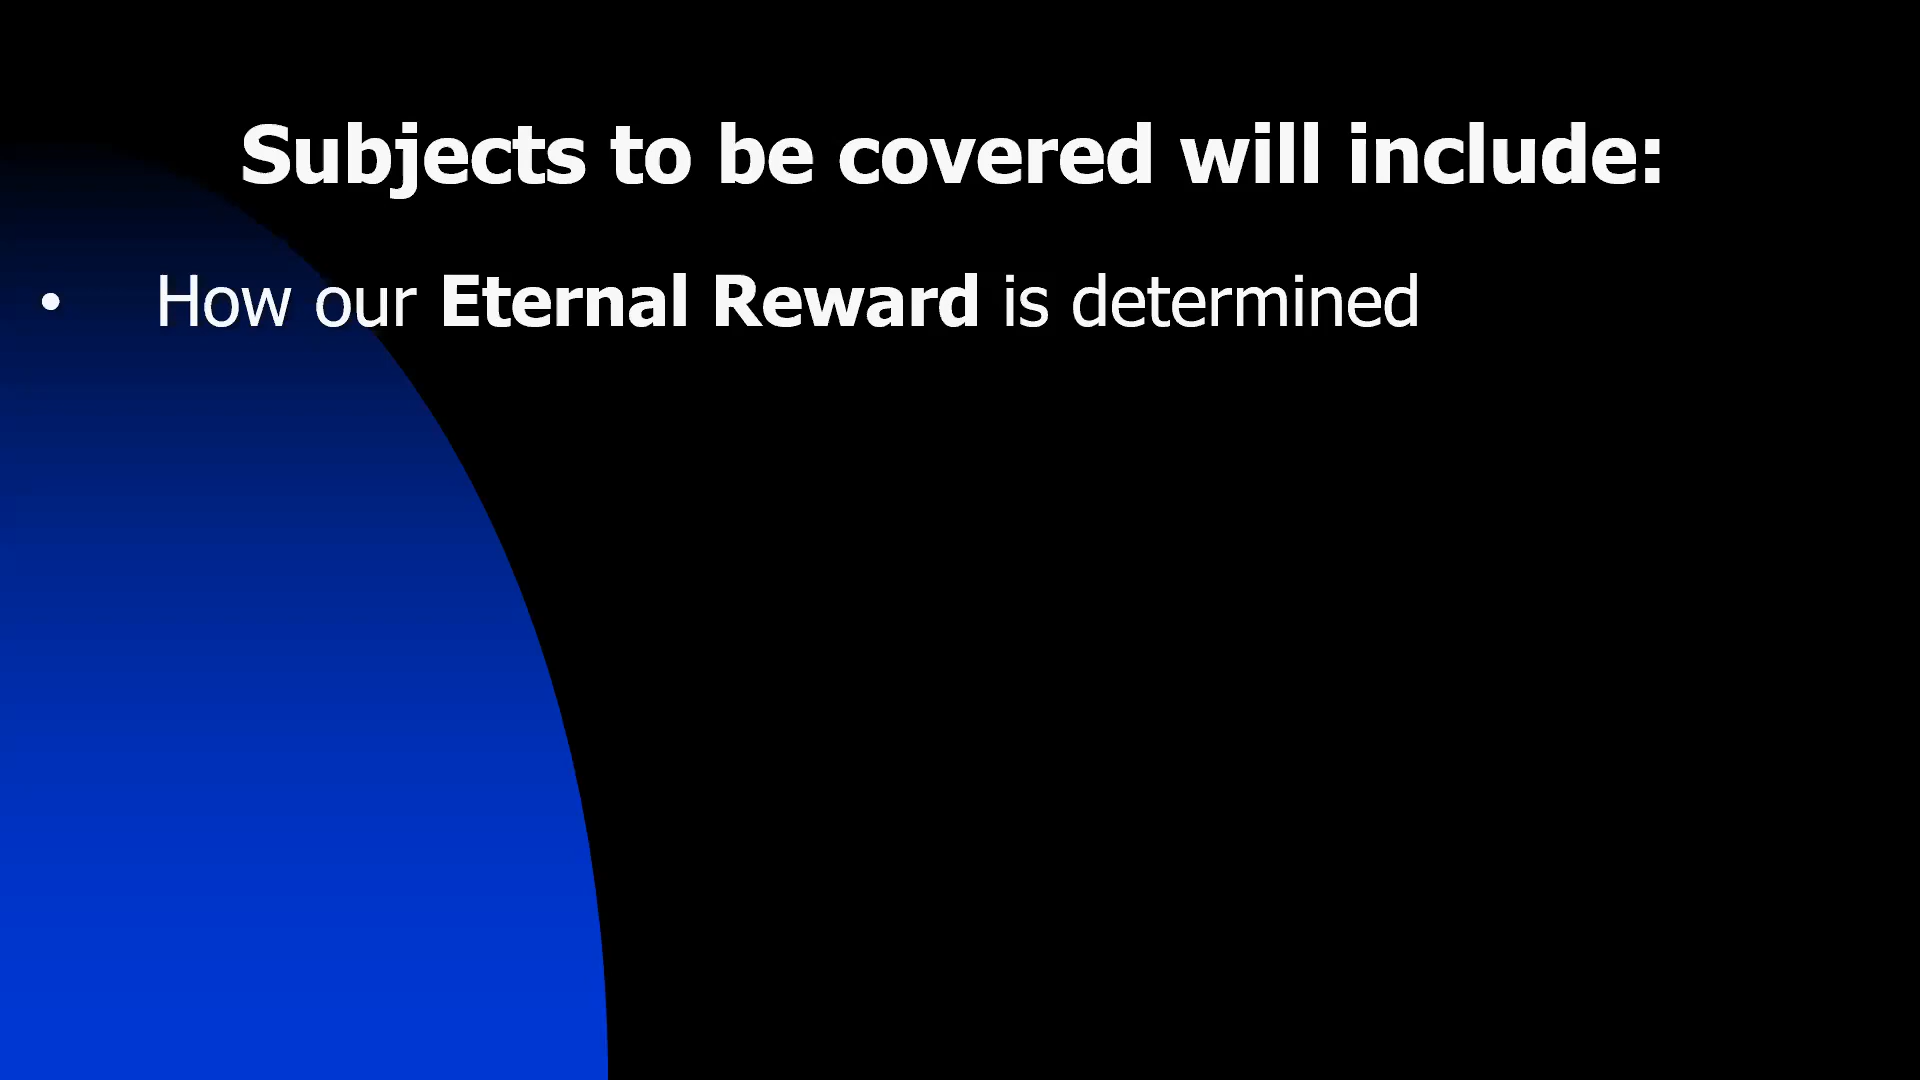 Subjects to be covered will include:
• How our Eternal Reward is determined